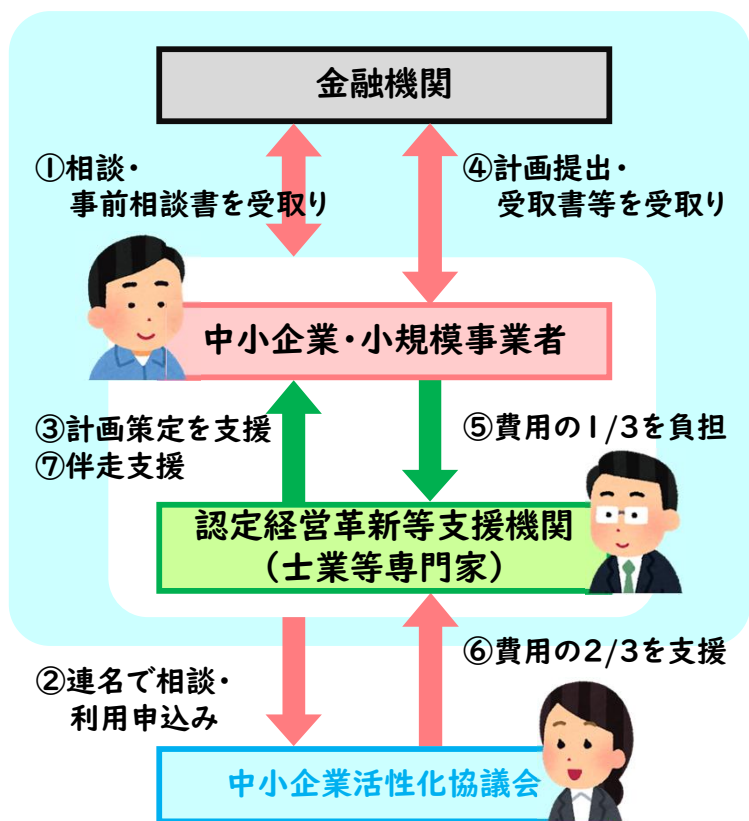 金融機関
①相談・
事前相談書を受取り
④計画提出・
受取書等を受取り
中小企業・小規模事業者
③計画策定を支援
⑦伴走支援
⑤費用の1/3を負担
認定経営革新等支援機関
(士業等専門家)
②連名で相談・
利用申込み
⑥費用の2/3を支援
中小企業活性化協議会